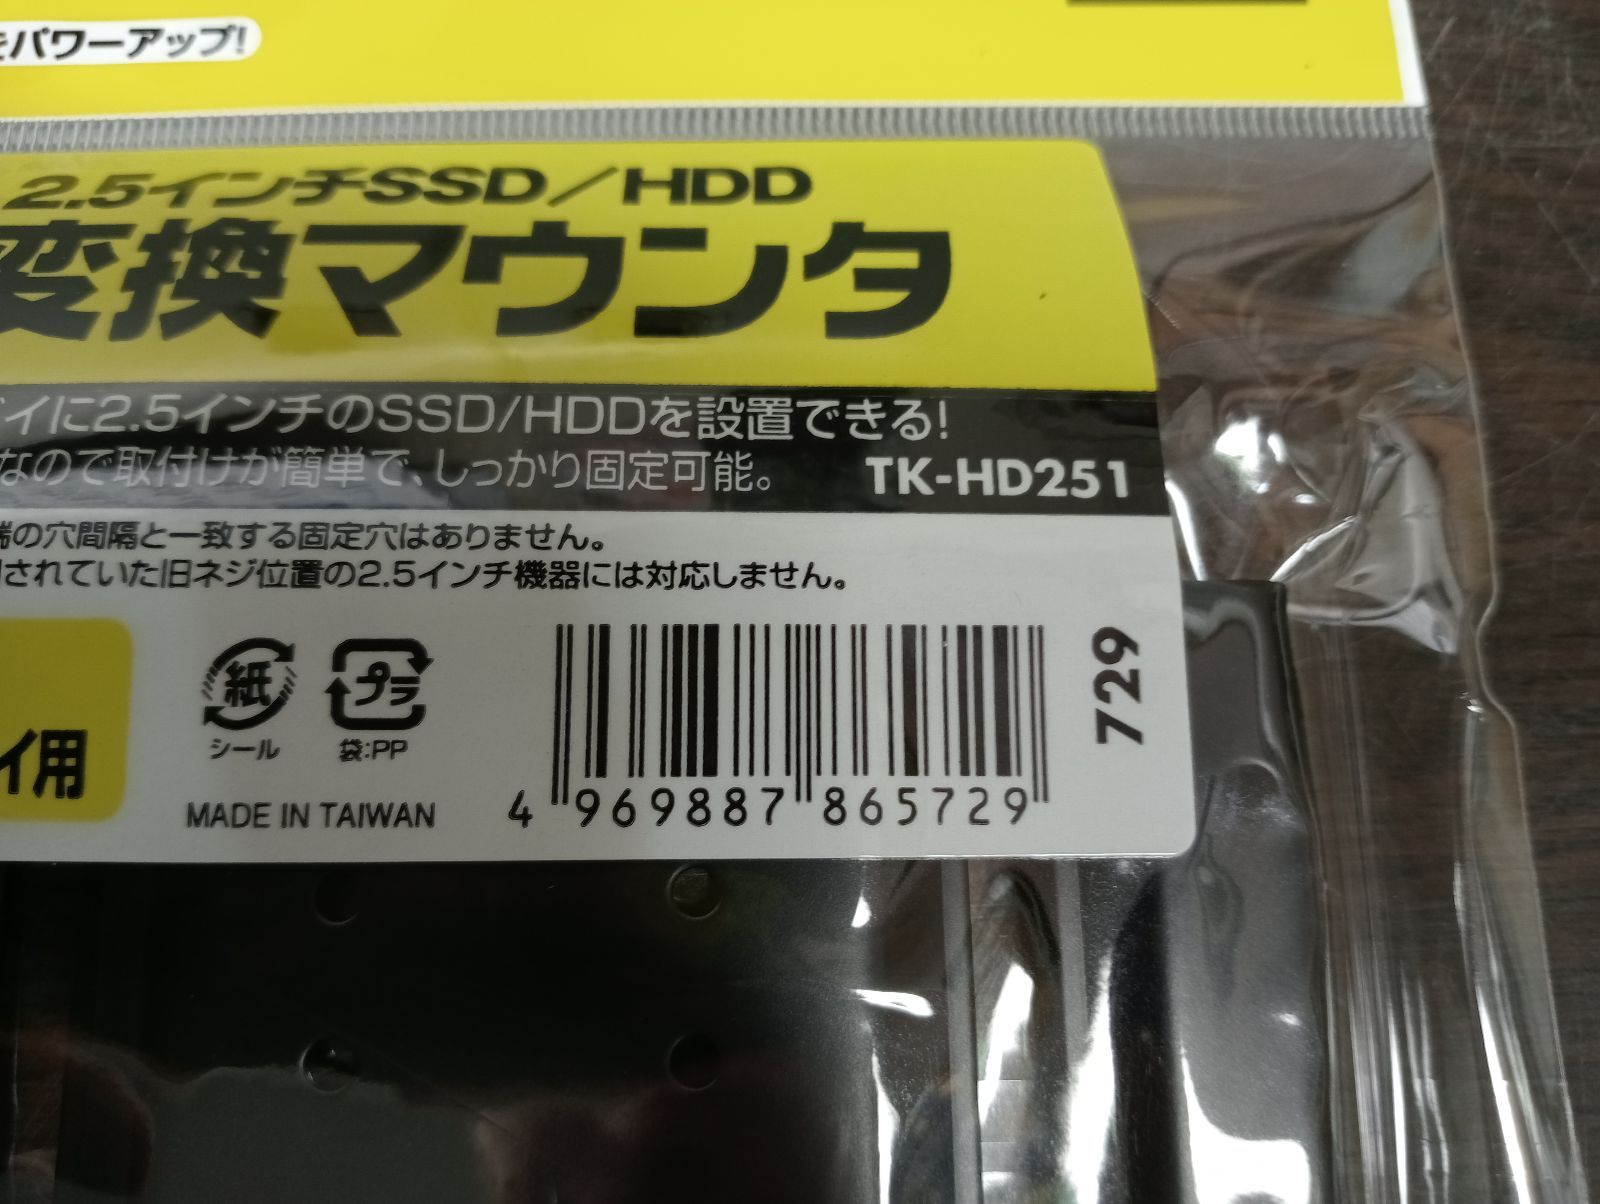 をパワーアップ!
2.5インチSSD/HDD
変換マウンタ
イに2.5インチのSSD/HDDを設置できる!
なので取付けが簡単で、しっかり固定可能。 TK-HD251
端の穴間隔と一致する固定穴はありません。
されていた旧ネジ位置の2.5インチ機器には対応しません。
イ用
紙
シール
プラ
袋:PP
MADE IN TAIWAN
4 969887 865729
729